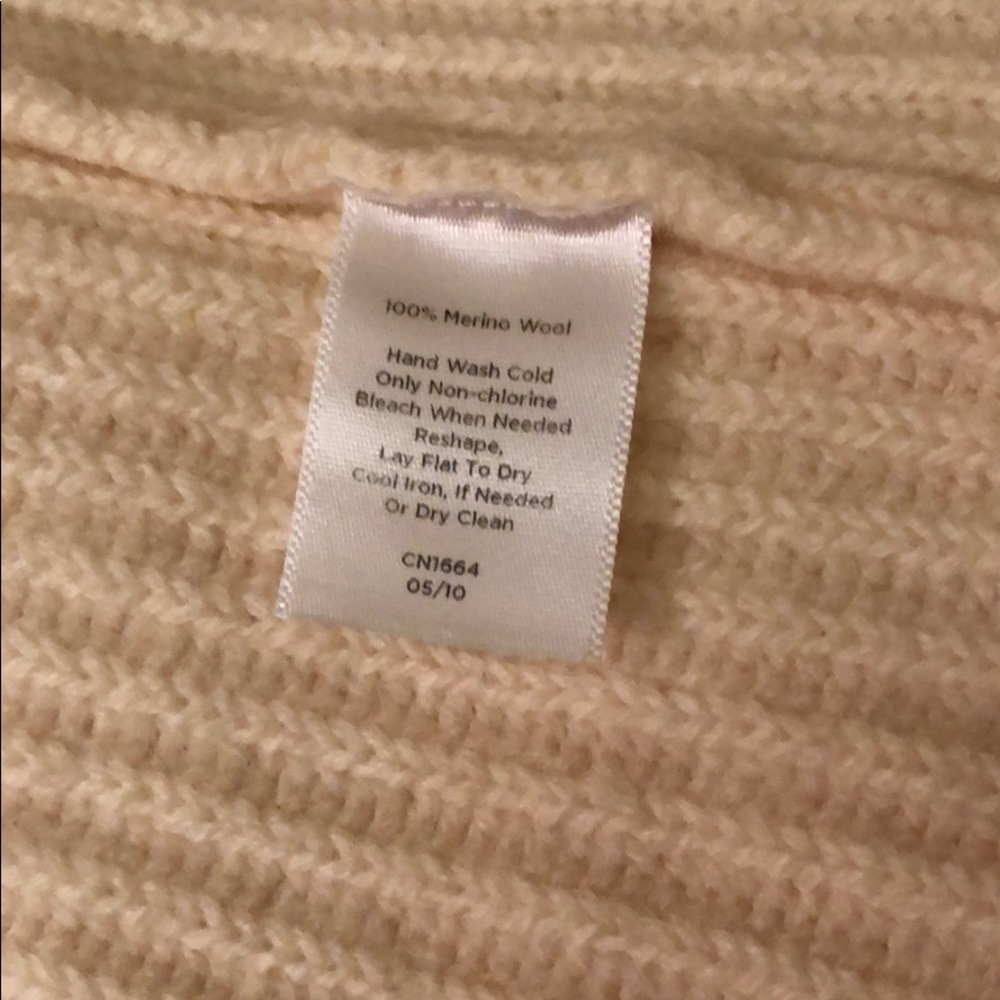 100% Merino Wool
Hand Wash Cold
Only Non-chlorine
Bleach When Needed
Reshape,
Lay Flat To Dry
Cool Iron, If Needed
Or Dry Clean
CN1664
05/10